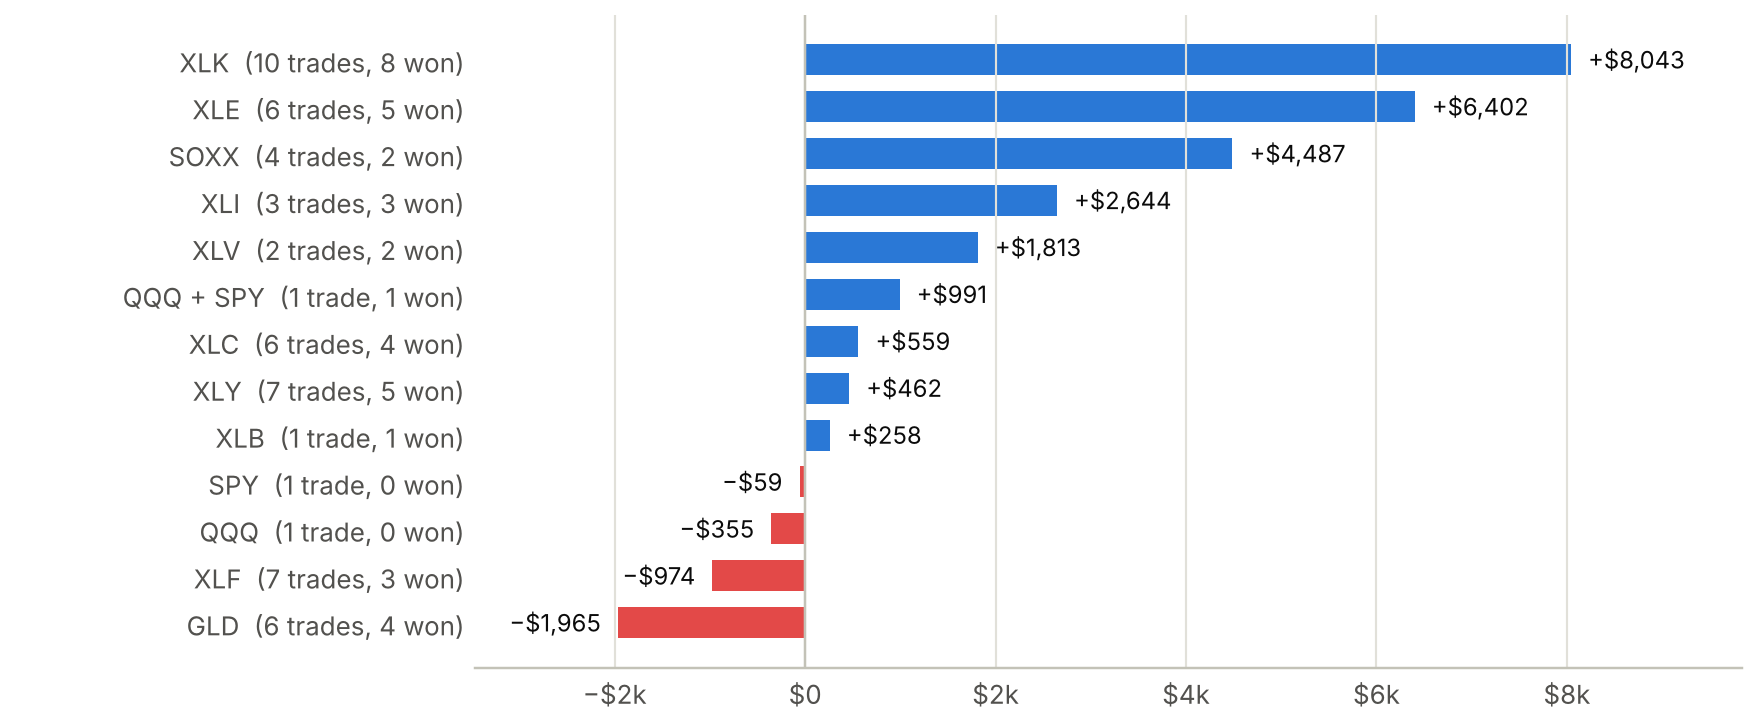 XLK (10 trades, 8 won) +$8,043
XLE (6 trades, 5 won) +$6,402
SOXX (4 trades, 2 won) +$4,487
XLI (3 trades, 3 won) +$2,644
XLV (2 trades, 2 won) +$1,813
QQQ + SPY (1 trade, 1 won) +$991
XLC (6 trades, 4 won) +$559
XLY (7 trades, 5 won) +$462
XLB (1 trade, 1 won) +$258
SPY (1 trade, 0 won) −$59
QQQ (1 trade, 0 won) −$355
XLF (7 trades, 3 won) −$974
GLD (6 trades, 4 won) −$1,965
−$2k $0 $2k $4k $6k $8k